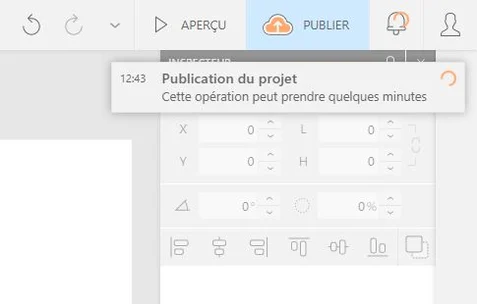 APERÇU
PUBLIER
INSPECTEUR
12:43 Publication du projet
Cette opération peut prendre quelques minutes
X 0 L 0
Y 0 H 0
0° 0%